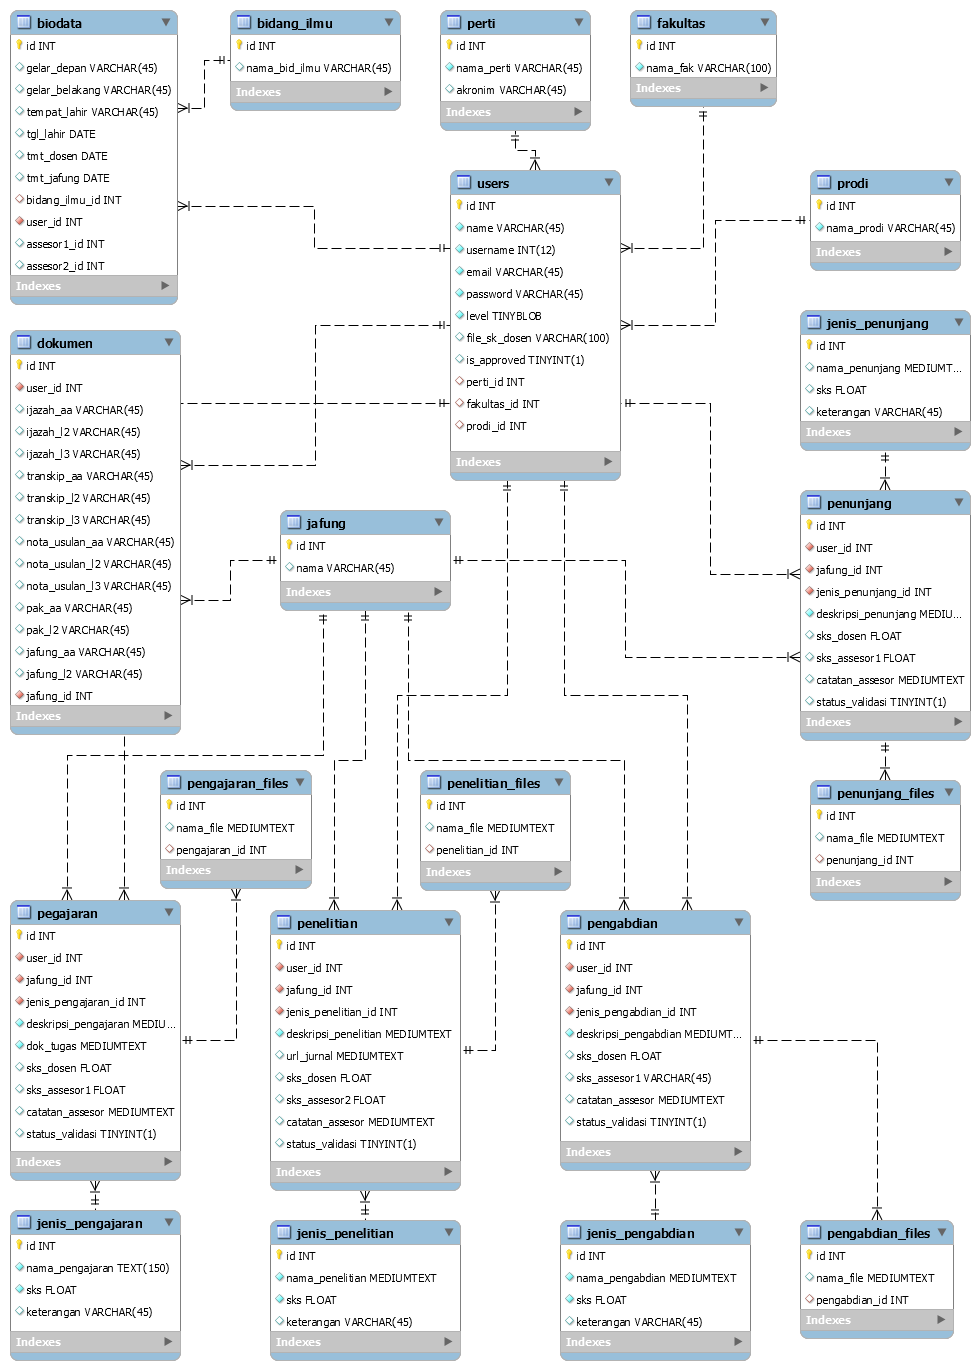 biodata
id INT
gelar_depan VARCHAR(45)
gelar_belakang VARCHAR(45)
tempat_lahir VARCHAR(45)
tgl_lahir DATE
tmt_dosen DATE
tmt_jafung DATE
bidang_ilmu_id INT
user_id INT
assesor1_id INT
assesor2_id INT
Indexes
bidang_ilmu
id INT
nama_bid_ilmu VARCHAR(45)
Indexes
perti
id INT
nama_perti VARCHAR(45)
akronim VARCHAR(45)
Indexes
fakultas
id INT
nama_fak VARCHAR(100)
Indexes
users
id INT
name VARCHAR(45)
username INT(12)
email VARCHAR(45)
password VARCHAR(45)
level TINYBLOB
file_sk_dosen VARCHAR(100)
is_approved TINYINT(1)
perti_id INT
fakultas_id INT
prodi_id INT
Indexes
prodi
id INT
nama_prodi VARCHAR(45)
Indexes
dokumen
id INT
user_id INT
ijazah_aa VARCHAR(45)
ijazah_l2 VARCHAR(45)
ijazah_l3 VARCHAR(45)
transkip_aa VARCHAR(45)
transkip_l2 VARCHAR(45)
transkip_l3 VARCHAR(45)
nota_usulan_aa VARCHAR(45)
nota_usulan_l2 VARCHAR(45)
nota_usulan_l3 VARCHAR(45)
pak_aa VARCHAR(45)
pak_l2 VARCHAR(45)
jafung_aa VARCHAR(45)
jafung_l2 VARCHAR(45)
jafung_id INT
Indexes
jenis_penunjang
id INT
nama_penunjang MEDIUMT...
sks FLOAT
keterangan VARCHAR(45)
Indexes
jafung
id INT
nama VARCHAR(45)
Indexes
penunjang
id INT
user_id INT
jafung_id INT
jenis_penunjang_id INT
deskripsi_penunjang MEDIU...
sks_dosen FLOAT
sks_assesor1 FLOAT
catatan_assesor MEDIUMTEXT
status_validasi TINYINT(1)
Indexes
pengajaran_files
id INT
nama_file MEDIUMTEXT
pengajaran_id INT
Indexes
penelitian_files
id INT
nama_file MEDIUMTEXT
penelitian_id INT
Indexes
penunjang_files
id INT
nama_file MEDIUMTEXT
penunjang_id INT
Indexes
pegajaran
id INT
user_id INT
jafung_id INT
jenis_pengajaran_id INT
deskripsi_pengajaran MEDIU...
dok_tugas MEDIUMTEXT
sks_dosen FLOAT
sks_assesor1 FLOAT
catatan_assesor MEDIUMTEXT
status_validasi TINYINT(1)
Indexes
penelitian
id INT
user_id INT
jafung_id INT
jenis_penelitian_id INT
deskripsi_penelitian MEDIUMTEXT
url_jurnal MEDIUMTEXT
sks_dosen FLOAT
sks_assesor2 FLOAT
catatan_assesor MEDIUMTEXT
status_validasi TINYINT(1)
Indexes
pengabdian
id INT
user_id INT
jafung_id INT
jenis_pengabdian_id INT
deskripsi_pengabdian MEDIUMT...
sks_dosen FLOAT
sks_assesor1 VARCHAR(45)
catatan_assesor MEDIUMTEXT
status_validasi TINYINT(1)
Indexes
jenis_pengajaran
id INT
nama_pengajaran TEXT(150)
sks FLOAT
keterangan VARCHAR(45)
Indexes
jenis_penelitian
id INT
nama_penelitian MEDIUMTEXT
sks FLOAT
keterangan VARCHAR(45)
Indexes
jenis_pengabdian
id INT
nama_pengabdian MEDIUMTEXT
sks FLOAT
keterangan VARCHAR(45)
Indexes
pengabdian_files
id INT
nama_file MEDIUMTEXT
pengabdian_id INT
Indexes